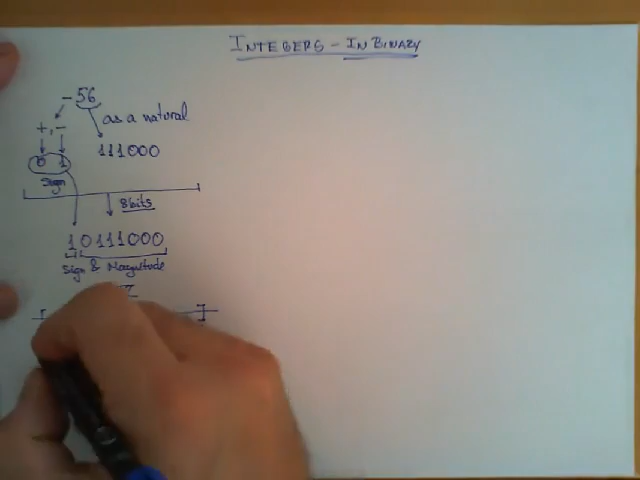 INTEGERS - IN BINARY
- 56
as a natural
+, -
111000
0 1
Sign
8bits
10111000
Sign & Magnitude